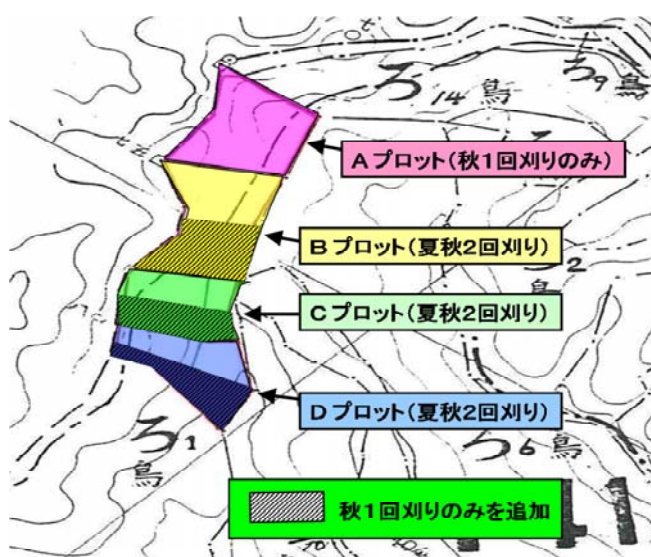 ろ14
鳥
ろ9
鳥
Aプロット(秋1回刈りのみ)
Bプロット(夏秋2回刈り)
2
Cプロット(夏秋2回刈り)
Dプロット(夏秋2回刈り)
ろ1
鳥
ろ6
鳥
秋1回刈りのみを追加